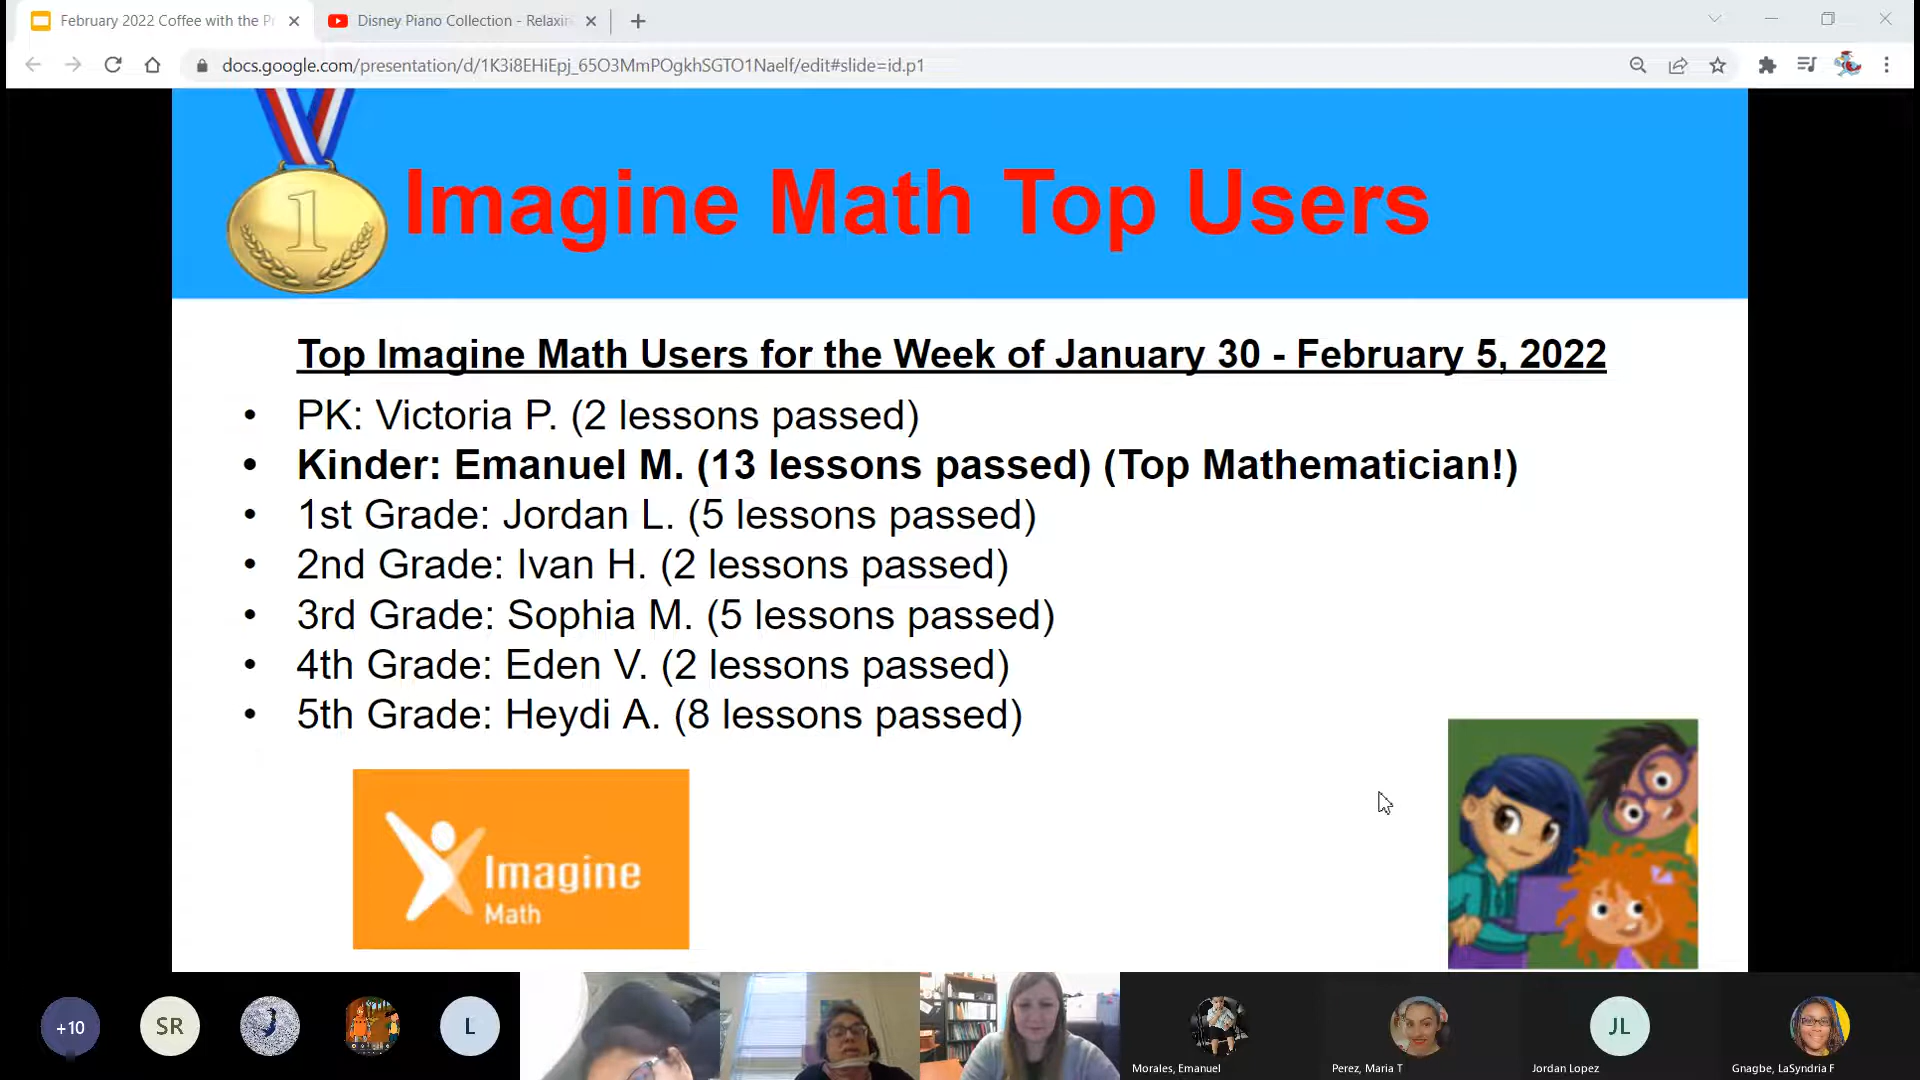 February 2022 Coffee with the Pr
Disney Piano Collection - Relaxin
docs.google.com/presentation/d/1K3i8EHiEpj_65O3MmPOgkhSGTO1Naelf/edit#slide=id.p1
1
Imagine Math Top Users
Top Imagine Math Users for the Week of January 30 - February 5, 2022
• PK: Victoria P. (2 lessons passed)
• Kinder: Emanuel M. (13 lessons passed) (Top Mathematician!)
• 1st Grade: Jordan L. (5 lessons passed)
• 2nd Grade: Ivan H. (2 lessons passed)
• 3rd Grade: Sophia M. (5 lessons passed)
• 4th Grade: Eden V. (2 lessons passed)
• 5th Grade: Heydi A. (8 lessons passed)
Imagine
Math
+10
SR
L
JL
Morales, Emanuel
Perez, Maria T
Jordan Lopez
Gnagbe, LaSyndria F